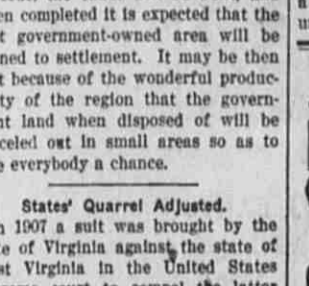 en completed it is expected that the
t government-owned area will be
ned to settlement. It may be then
t because of the wonderful produc-
ty of the region that the govern-
nt land when disposed of will be
celed out in small areas so as to
e everybody a chance.
States' Quarrel Adjusted.
n 1907 a suit was brought by the
te of Virginia against the state of
st Virginia in the United States